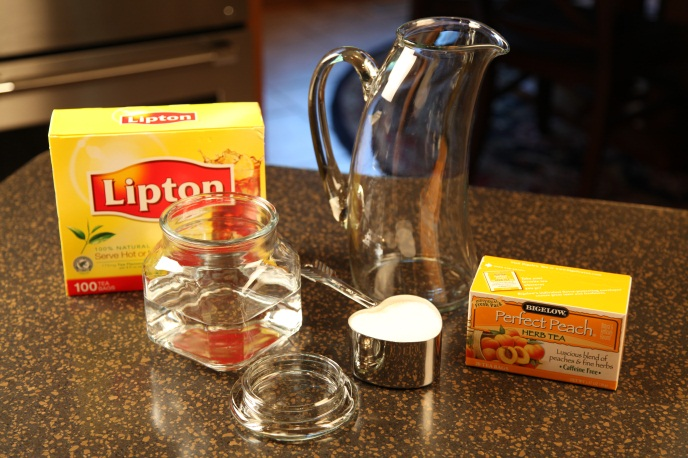 Lipton
Lipton
100% NATURAL
Serve Hot or
100 TEA
BAGS
BIGELOW
Perfect Peach
HERB TEA
Luscious blend of
peaches & fine herbs
• Caffeine Free •